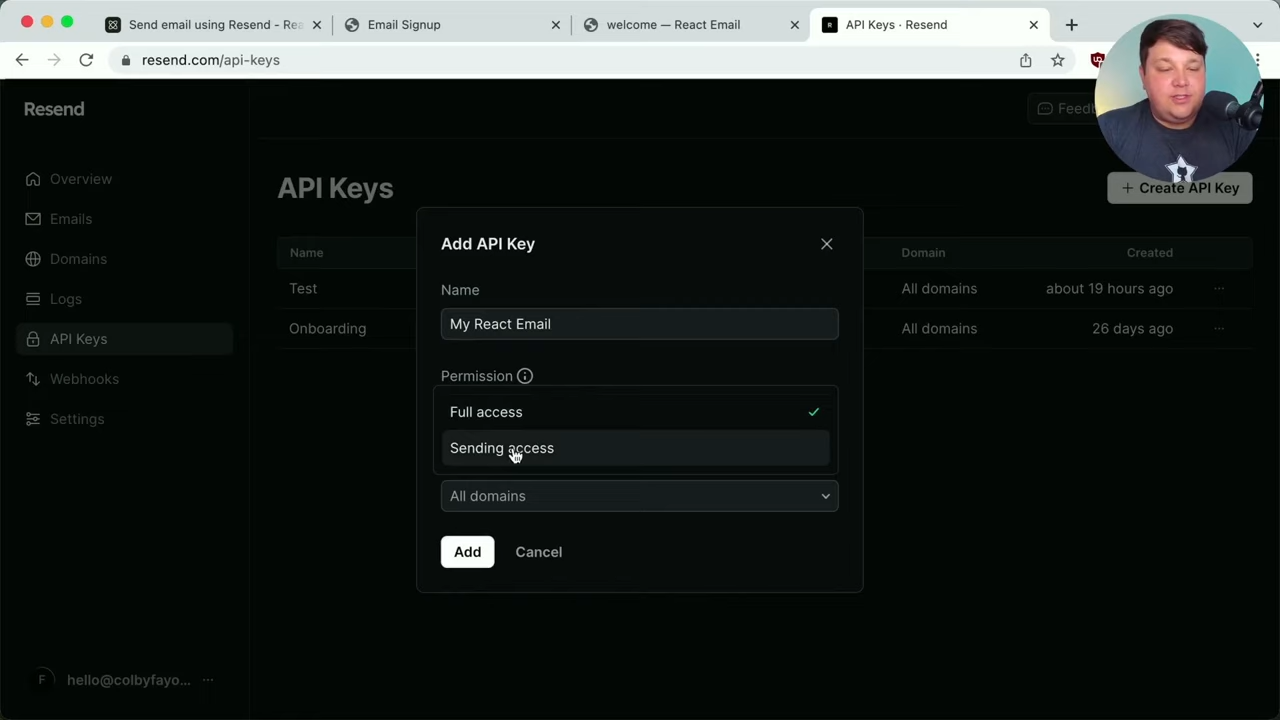 Send email using Resend - Rea
Email Signup
welcome — React Email
API Keys · Resend
resend.com/api-keys
Resend
Overview
Emails
Domains
Logs
API Keys
Webhooks
Settings
hello@colbyfayo...
F
API Keys
+ Create API Key
Name
Domain
Created
Test
All domains
about 19 hours ago
Onboarding
All domains
26 days ago
Add API Key
Name
My React Email
Permission
Full access
Sending access
All domains
Add
Cancel